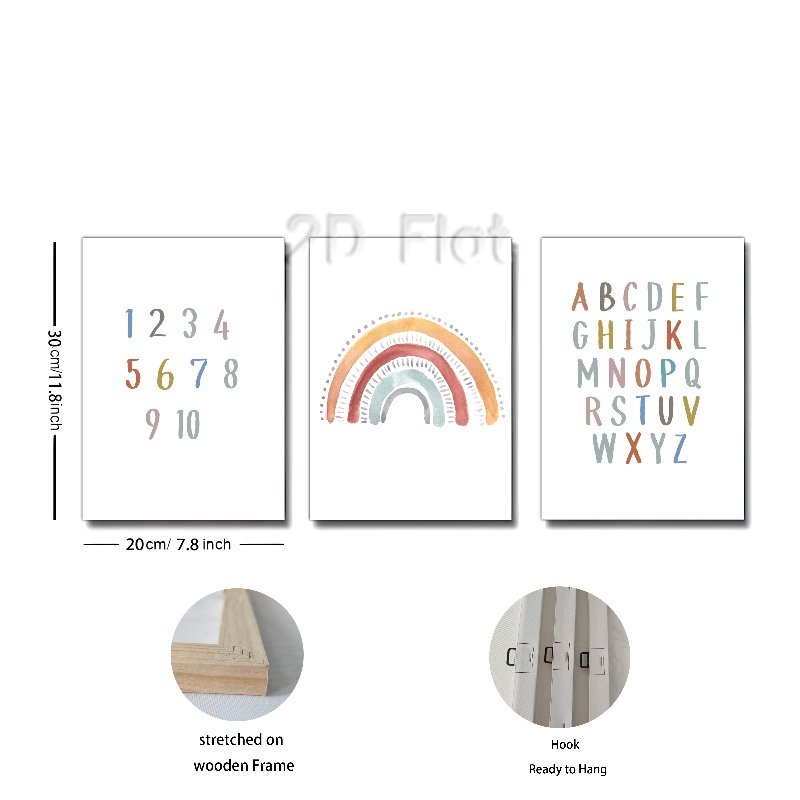 2D Flat
1 2 3 4
5 6 7 8
9 10
A B C D E F
G H I J K L
M N O P Q
R S T U V
W X Y Z
30cm/11.8inch
20cm/ 7.8 inch
stretched on
wooden Frame
Hook
Ready to Hang